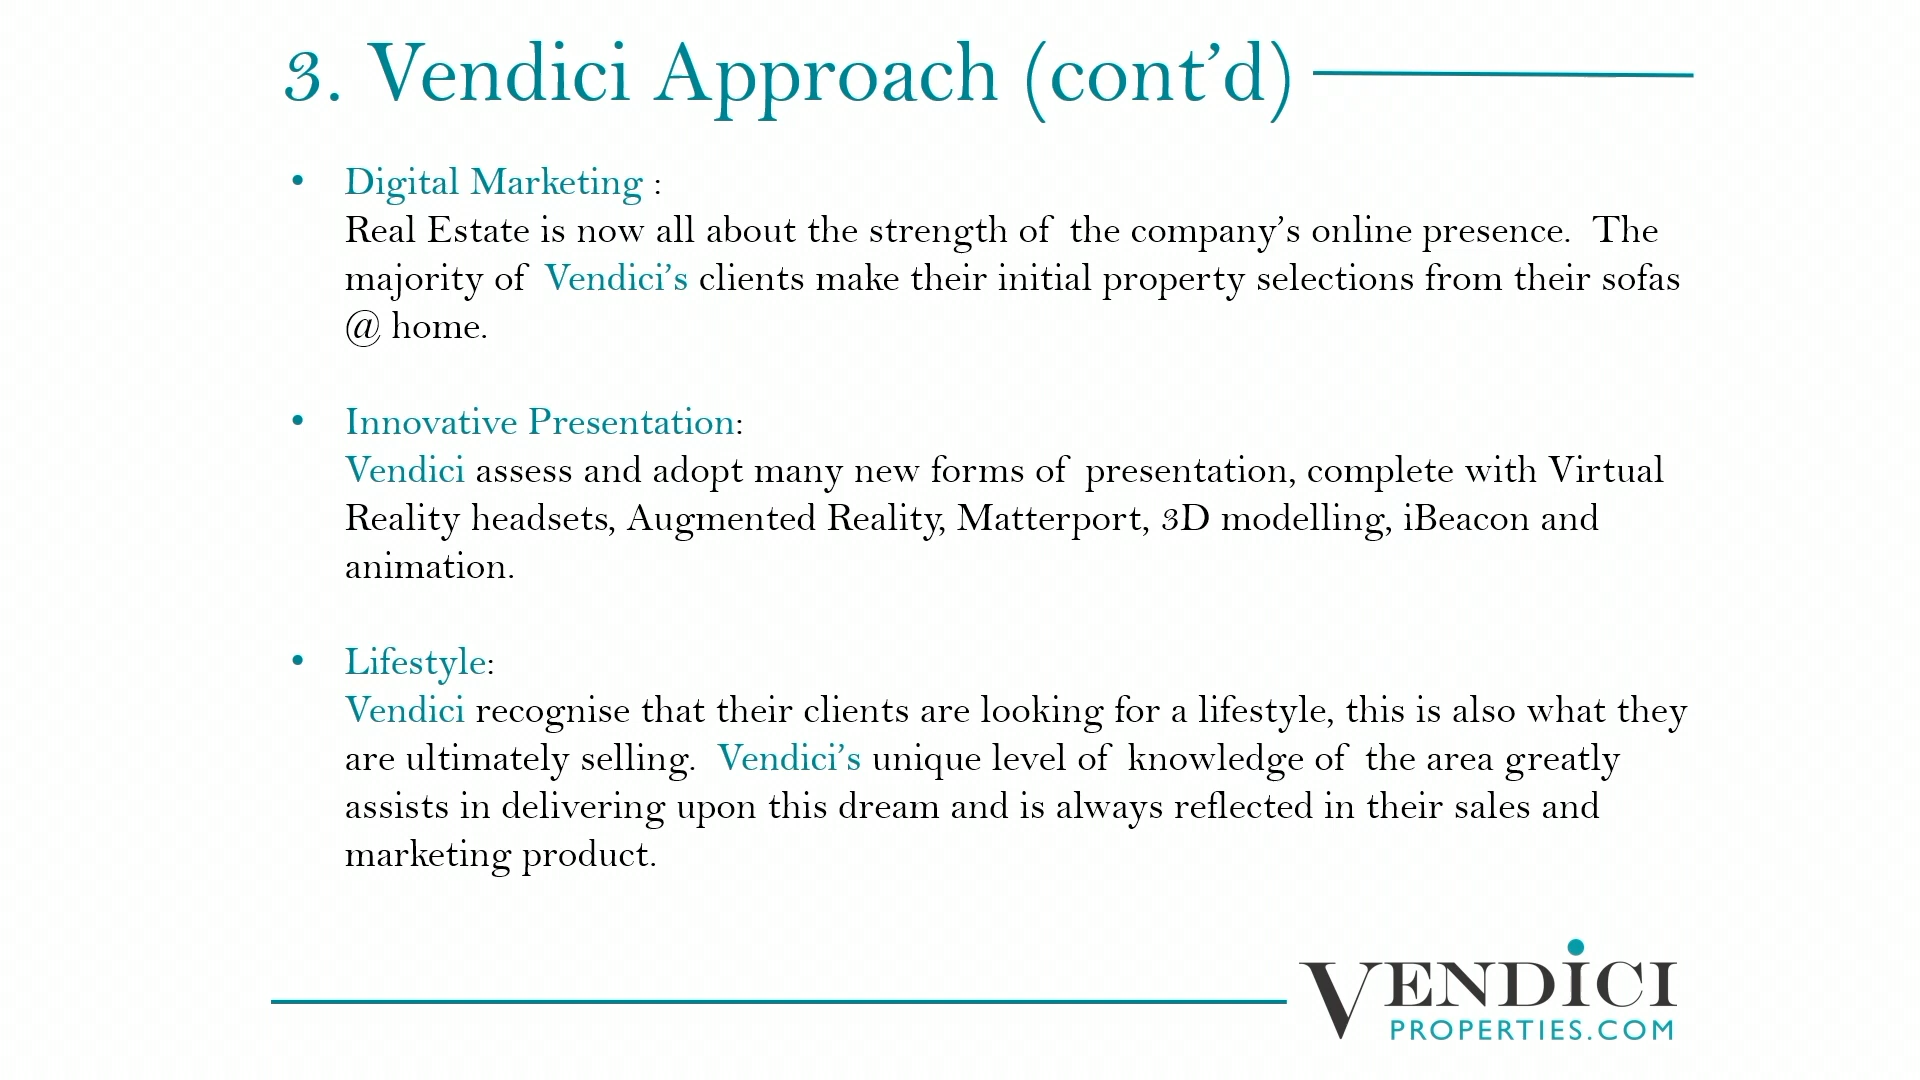 3. Vendici Approach (cont’d)
• Digital Marketing :
Real Estate is now all about the strength of the company’s online presence. The
majority of Vendici’s clients make their initial property selections from their sofas
@ home.
• Innovative Presentation:
Vendici assess and adopt many new forms of presentation, complete with Virtual
Reality headsets, Augmented Reality, Matterport, 3D modelling, iBeacon and
animation.
• Lifestyle:
Vendici recognise that their clients are looking for a lifestyle, this is also what they
are ultimately selling. Vendici’s unique level of knowledge of the area greatly
assists in delivering upon this dream and is always reflected in their sales and
marketing product.
VENDiCI
PROPERTIES.COM